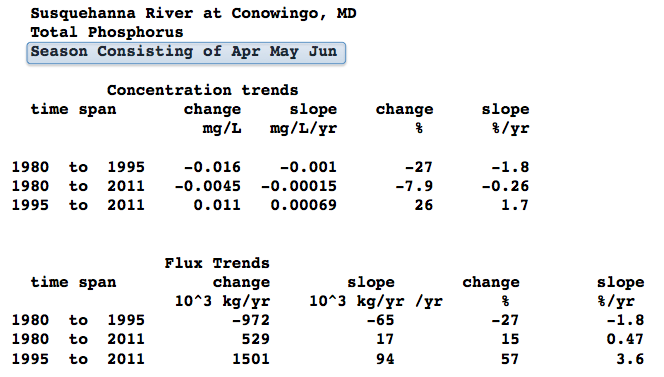 Susquehanna River at Conowingo, MD
Total Phosphorus
Season Consisting of Apr May Jun
Concentration trends
time span change slope change slope
mg/L mg/L/yr % %/yr
1980 to 1995 -0.016 -0.001 -27 -1.8
1980 to 2011 -0.0045 -0.00015 -7.9 -0.26
1995 to 2011 0.011 0.00069 26 1.7
Flux Trends
time span change slope change slope
10^3 kg/yr 10^3 kg/yr /yr % %/yr
1980 to 1995 -972 -65 -27 -1.8
1980 to 2011 529 17 15 0.47
1995 to 2011 1501 94 57 3.6